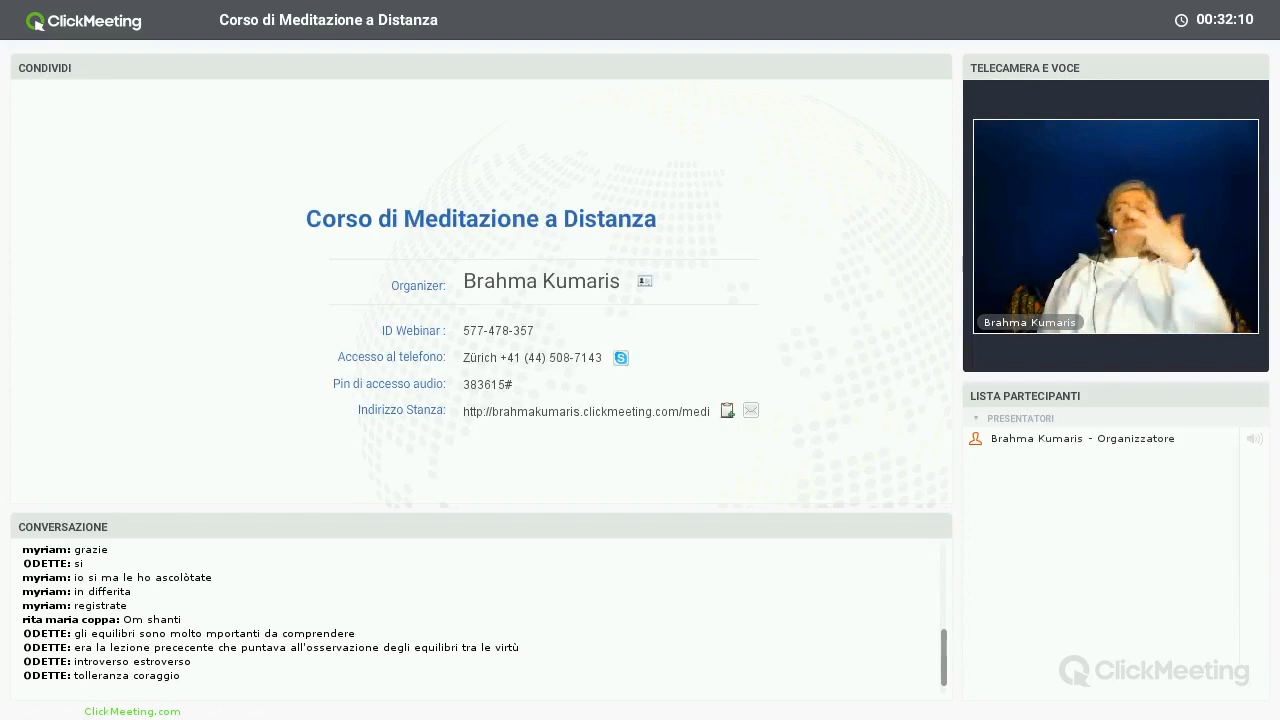 ClickMeeting
Corso di Meditazione a Distanza
00:32:10
CONDIVIDI
Corso di Meditazione a Distanza
Organizer: Brahma Kumaris
ID Webinar : 577-478-357
Accesso al telefono: Zürich +41 (44) 508-7143
Pin di accesso audio: 383615#
Indirizzo Stanza: http://brahmakumaris.clickmeeting.com/medi
TELECAMERA E VOCE
Brahma Kumaris
LISTA PARTECIPANTI
PRESENTATORI
Brahma Kumaris - Organizzatore
CONVERSAZIONE
myriam: grazie
ODETTE: si
myriam: io si ma le ho ascolòtate
myriam: in differita
myriam: registrate
rita maria coppa: Om shanti
ODETTE: gli equilibri sono molto mportanti da comprendere
ODETTE: era la lezione prececente che puntava all'osservazione degli equilibri tra le virtù
ODETTE: introverso estroverso
ODETTE: tolleranza coraggio
ClickMeeting
ClickMeeting.com